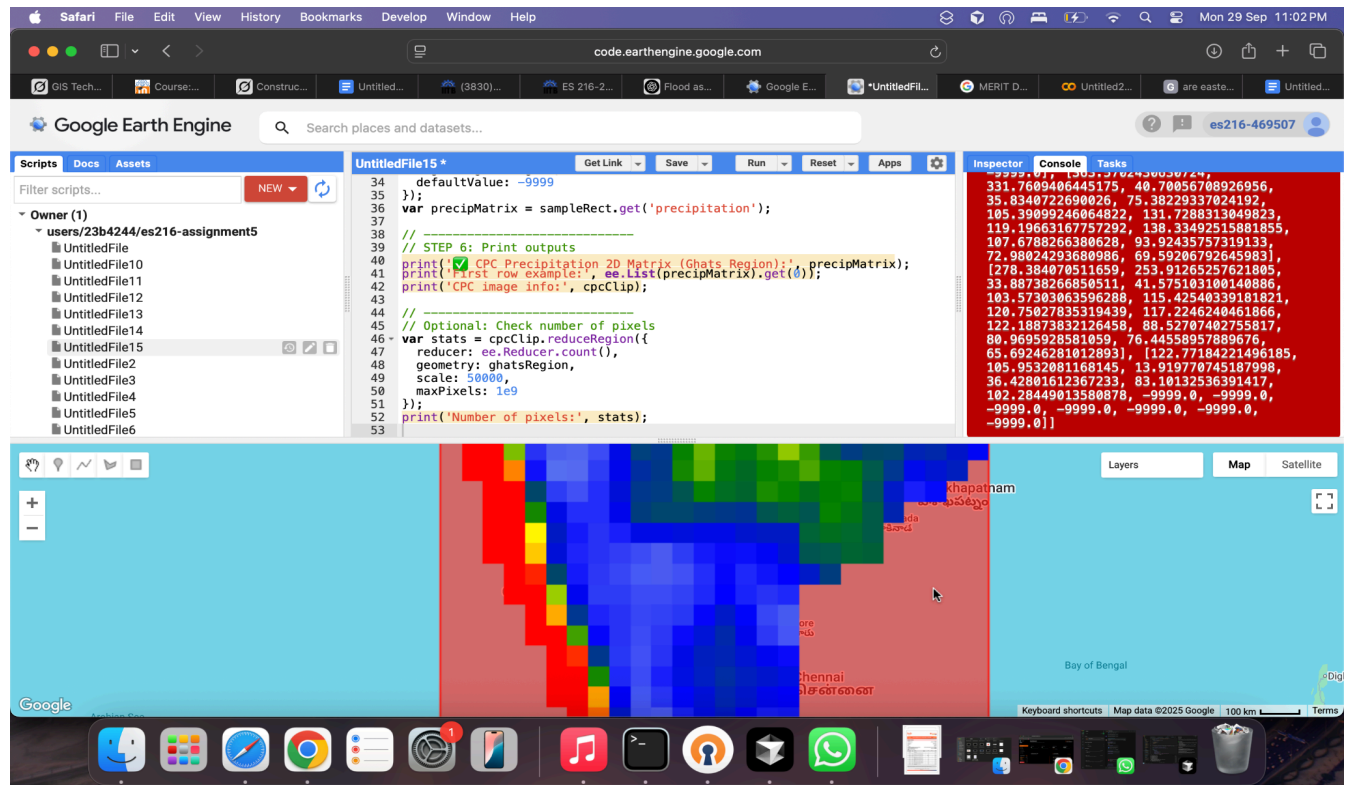 Safari File Edit View History Bookmarks Develop Window Help Mon 29 Sep 11:02 PM
code.earthengine.google.com
GIS Tech... Course:... Construc... Untitled... (3830)... ES 216-2... Flood as... Google E... *UntitledFil... MERIT D... Untitled2... are easte... Untitled...
Google Earth Engine Search places and datasets... es216-469507
Scripts Docs Assets
Filter scripts... NEW
Owner (1)
users/23b4244/es216-assignment5
UntitledFile
UntitledFile10
UntitledFile11
UntitledFile12
UntitledFile13
UntitledFile14
UntitledFile15
UntitledFile2
UntitledFile3
UntitledFile4
UntitledFile5
UntitledFile6
UntitledFile15 * Get Link Save Run Reset Apps
34 defaultValue: -9999
35 });
36 var precipMatrix = sampleRect.get('precipitation');
37
38 // -----------------------------
39 // STEP 6: Print outputs
40 print('✅ CPC Precipitation 2D Matrix (Ghats Region):', precipMatrix);
41 print('First row example:', ee.List(precipMatrix).get(0));
42 print('CPC image info:', cpcClip);
43
44 // -----------------------------
45 // Optional: Check number of pixels
46 var stats = cpcClip.reduceRegion({
47 reducer: ee.Reducer.count(),
48 geometry: ghatsRegion,
49 scale: 50000,
50 maxPixels: 1e9
51 });
52 print('Number of pixels:', stats);
53
Inspector Console Tasks
331.7609406445175, 40.70056708926956,
35.8340722690026, 75.38229337024192,
105.39099246064822, 131.7288313049823,
119.19663167757292, 138.33492515881855,
107.6788266380628, 93.92435757319133,
72.98024293680986, 69.59206792645983],
[278.384070511659, 253.91265257621805,
33.88738266850511, 41.575103100140886,
103.57303063596288, 115.42540339181821,
120.75027835319439, 117.2246240461866,
122.18873832126458, 88.52707402755817,
80.9695928581059, 76.44558957889676,
65.69246281012893], [122.77184221496185,
105.9532081168145, 13.919770745187998,
36.42801612367233, 83.10132536391417,
102.28449013580878, -9999.0, -9999.0,
-9999.0, -9999.0, -9999.0, -9999.0,
-9999.0]]
Layers Map Satellite
Chennai
சென்னை
Bay of Bengal
Google
Keyboard shortcuts Map data ©2025 Google 100 km Terms
1